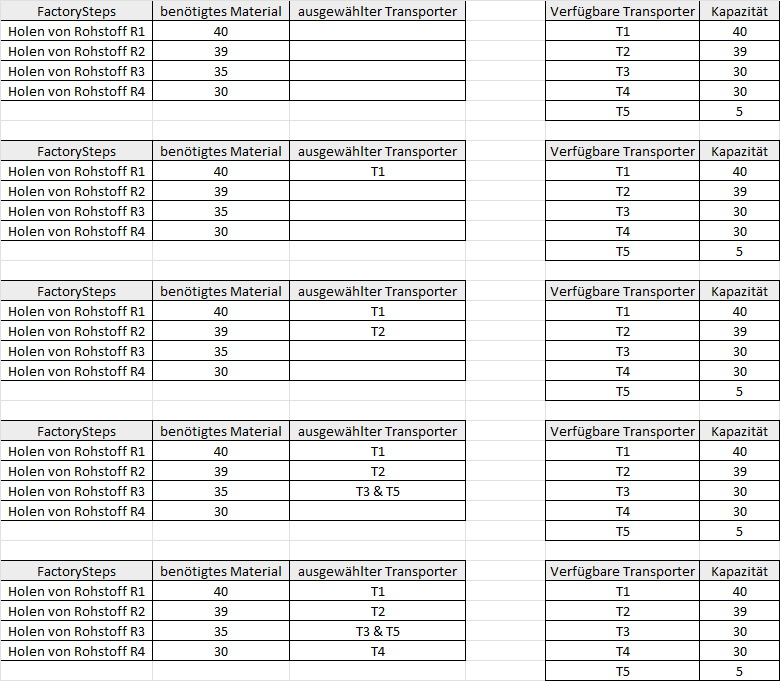 FactorySteps benötigtes Material ausgewählter Transporter Verfügbare Transporter Kapazität
Holen von Rohstoff R1 40 T1 40
Holen von Rohstoff R2 39 T2 39
Holen von Rohstoff R3 35 T3 30
Holen von Rohstoff R4 30 T4 30
T5 5
FactorySteps benötigtes Material ausgewählter Transporter Verfügbare Transporter Kapazität
Holen von Rohstoff R1 40 T1 T1 40
Holen von Rohstoff R2 39 T2 39
Holen von Rohstoff R3 35 T3 30
Holen von Rohstoff R4 30 T4 30
T5 5
FactorySteps benötigtes Material ausgewählter Transporter Verfügbare Transporter Kapazität
Holen von Rohstoff R1 40 T1 T1 40
Holen von Rohstoff R2 39 T2 T2 39
Holen von Rohstoff R3 35 T3 30
Holen von Rohstoff R4 30 T4 30
T5 5
FactorySteps benötigtes Material ausgewählter Transporter Verfügbare Transporter Kapazität
Holen von Rohstoff R1 40 T1 T1 40
Holen von Rohstoff R2 39 T2 T2 39
Holen von Rohstoff R3 35 T3 & T5 T3 30
Holen von Rohstoff R4 30 T4 30
T5 5
FactorySteps benötigtes Material ausgewählter Transporter Verfügbare Transporter Kapazität
Holen von Rohstoff R1 40 T1 T1 40
Holen von Rohstoff R2 39 T2 T2 39
Holen von Rohstoff R3 35 T3 & T5 T3 30
Holen von Rohstoff R4 30 T4 T4 30
T5 5